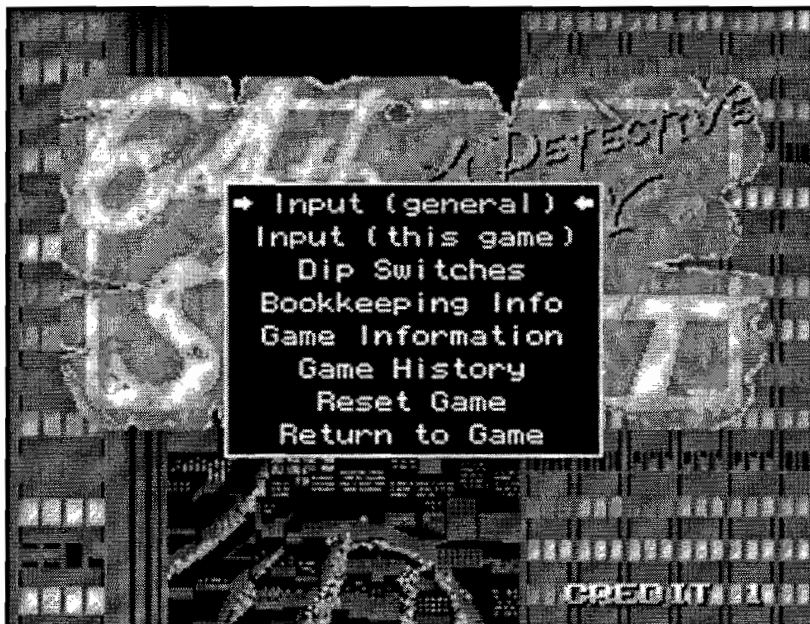 DETECTIVE
→ Input (general) ←
Input (this game)
Dip Switches
Bookkeeping Info
Game Information
Game History
Reset Game
Return to Game
CREDIT 1